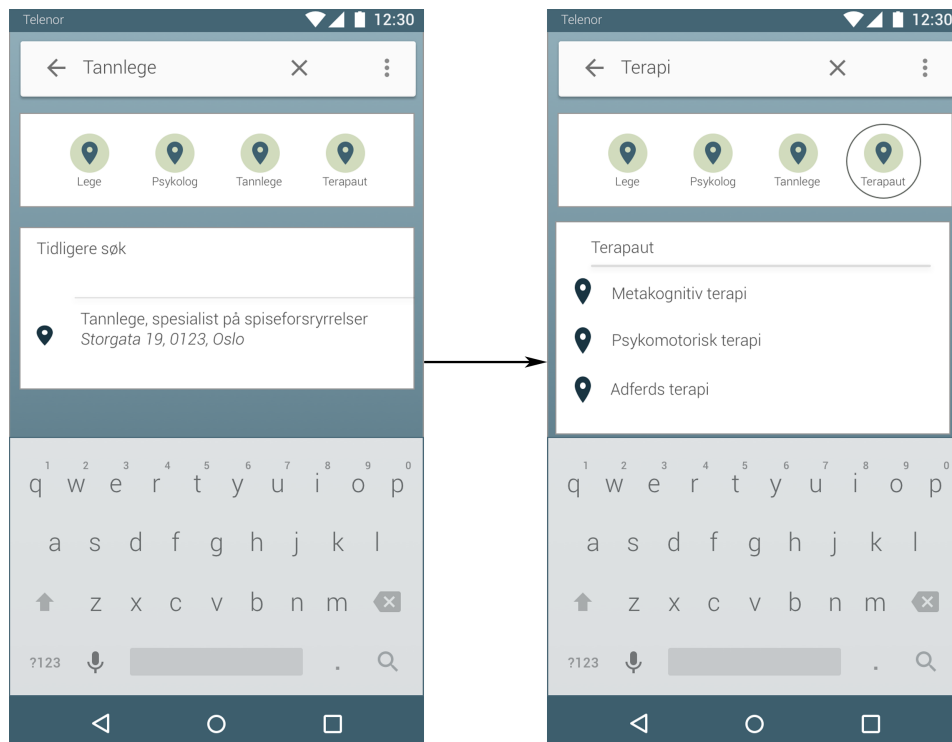 Telenor 12:30
Tannlege
Lege Psykolog Tannlege Terapaut
Tidligere søk
Tannlege, spesialist på spiseforsryrrelser
Storgata 19, 0123, Oslo
1 2 3 4 5 6 7 8 9 0
q w e r t y u i o p
a s d f g h j k l
z x c v b n m
?123 .
Telenor 12:30
Terapi
Lege Psykolog Tannlege Terapaut
Terapaut
Metakognitiv terapi
Psykomotorisk terapi
Adferds terapi
1 2 3 4 5 6 7 8 9 0
q w e r t y u i o p
a s d f g h j k l
z x c v b n m
?123 .